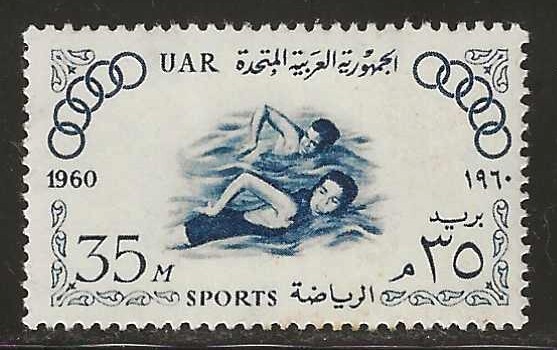 UAR الجمهورية العربية المتحدة
1960 ١٩٦٠
بريد
35 M ٣٥ م
SPORTS الرياضة